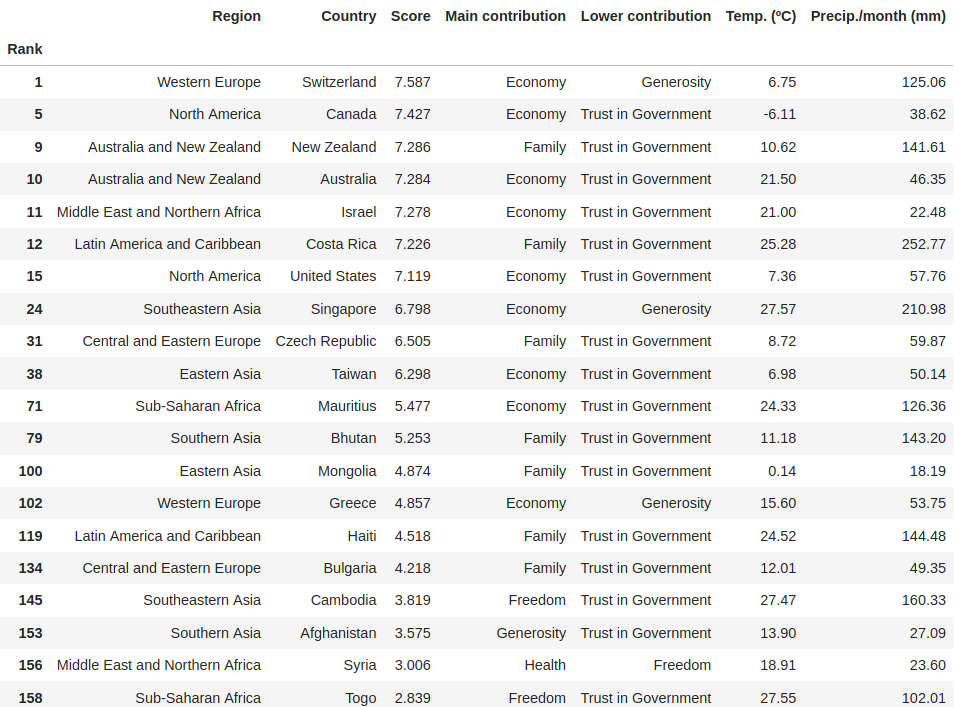 Region Country Score Main contribution Lower contribution Temp. (ºC) Precip./month (mm)
Rank
1 Western Europe Switzerland 7.587 Economy Generosity 6.75 125.06
5 North America Canada 7.427 Economy Trust in Government -6.11 38.62
9 Australia and New Zealand New Zealand 7.286 Family Trust in Government 10.62 141.61
10 Australia and New Zealand Australia 7.284 Economy Trust in Government 21.50 46.35
11 Middle East and Northern Africa Israel 7.278 Economy Trust in Government 21.00 22.48
12 Latin America and Caribbean Costa Rica 7.226 Family Trust in Government 25.28 252.77
15 North America United States 7.119 Economy Trust in Government 7.36 57.76
24 Southeastern Asia Singapore 6.798 Economy Generosity 27.57 210.98
31 Central and Eastern Europe Czech Republic 6.505 Family Trust in Government 8.72 59.87
38 Eastern Asia Taiwan 6.298 Economy Trust in Government 6.98 50.14
71 Sub-Saharan Africa Mauritius 5.477 Economy Trust in Government 24.33 126.36
79 Southern Asia Bhutan 5.253 Family Trust in Government 11.18 143.20
100 Eastern Asia Mongolia 4.874 Family Trust in Government 0.14 18.19
102 Western Europe Greece 4.857 Economy Generosity 15.60 53.75
119 Latin America and Caribbean Haiti 4.518 Family Trust in Government 24.52 144.48
134 Central and Eastern Europe Bulgaria 4.218 Family Trust in Government 12.01 49.35
145 Southeastern Asia Cambodia 3.819 Freedom Trust in Government 27.47 160.33
153 Southern Asia Afghanistan 3.575 Generosity Trust in Government 13.90 27.09
156 Middle East and Northern Africa Syria 3.006 Health Freedom 18.91 23.60
158 Sub-Saharan Africa Togo 2.839 Freedom Trust in Government 27.55 102.01